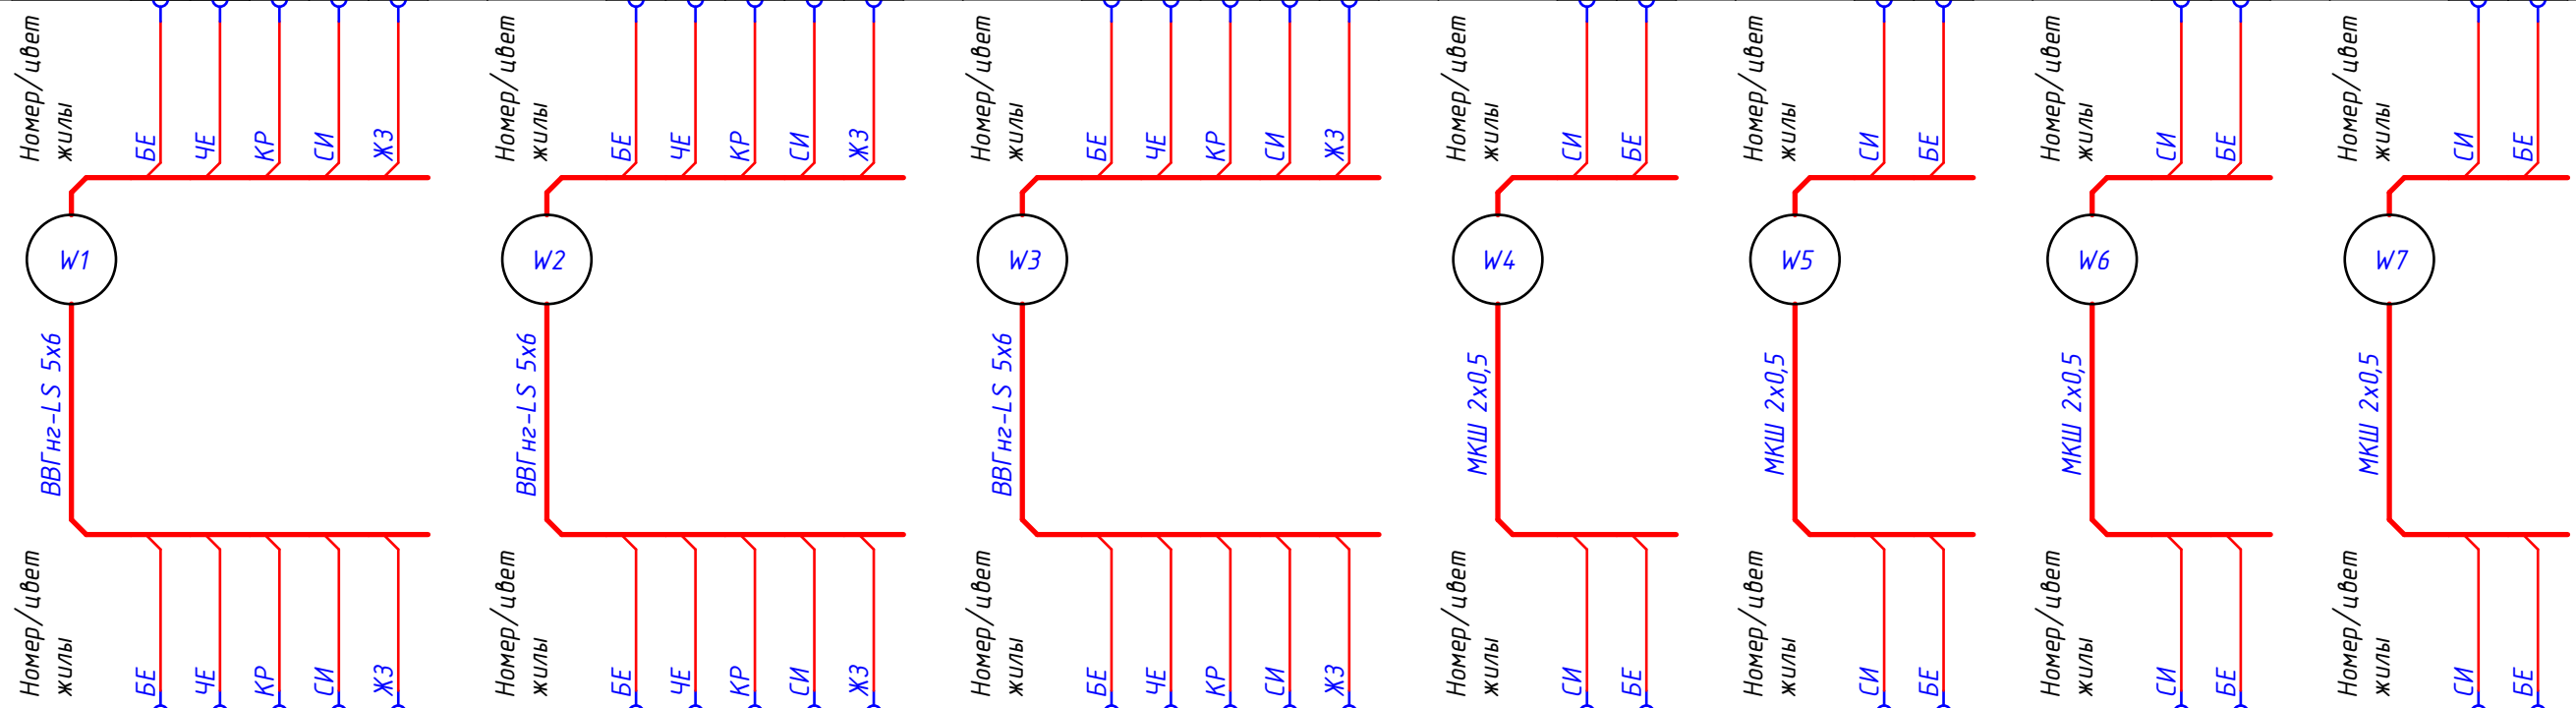 Номер/цвет
жилы
БЕ
ЧЕ
КР
СИ
ЖЗ
Номер/цвет
жилы
БЕ
ЧЕ
КР
СИ
ЖЗ
Номер/цвет
жилы
БЕ
ЧЕ
КР
СИ
ЖЗ
Номер/цвет
жилы
СИ
БЕ
Номер/цвет
жилы
СИ
БЕ
Номер/цвет
жилы
СИ
БЕ
Номер/цвет
жилы
СИ
БЕ
W1
W2
W3
W4
W5
W6
W7
ВВГнг-LS 5х6
ВВГнг-LS 5х6
ВВГнг-LS 5х6
МКШ 2х0,5
МКШ 2х0,5
МКШ 2х0,5
МКШ 2х0,5
Номер/цвет
жилы
БЕ
ЧЕ
КР
СИ
ЖЗ
Номер/цвет
жилы
БЕ
ЧЕ
КР
СИ
ЖЗ
Номер/цвет
жилы
БЕ
ЧЕ
КР
СИ
ЖЗ
Номер/цвет
жилы
СИ
БЕ
Номер/цвет
жилы
СИ
БЕ
Номер/цвет
жилы
СИ
БЕ
Номер/цвет
жилы
СИ
БЕ